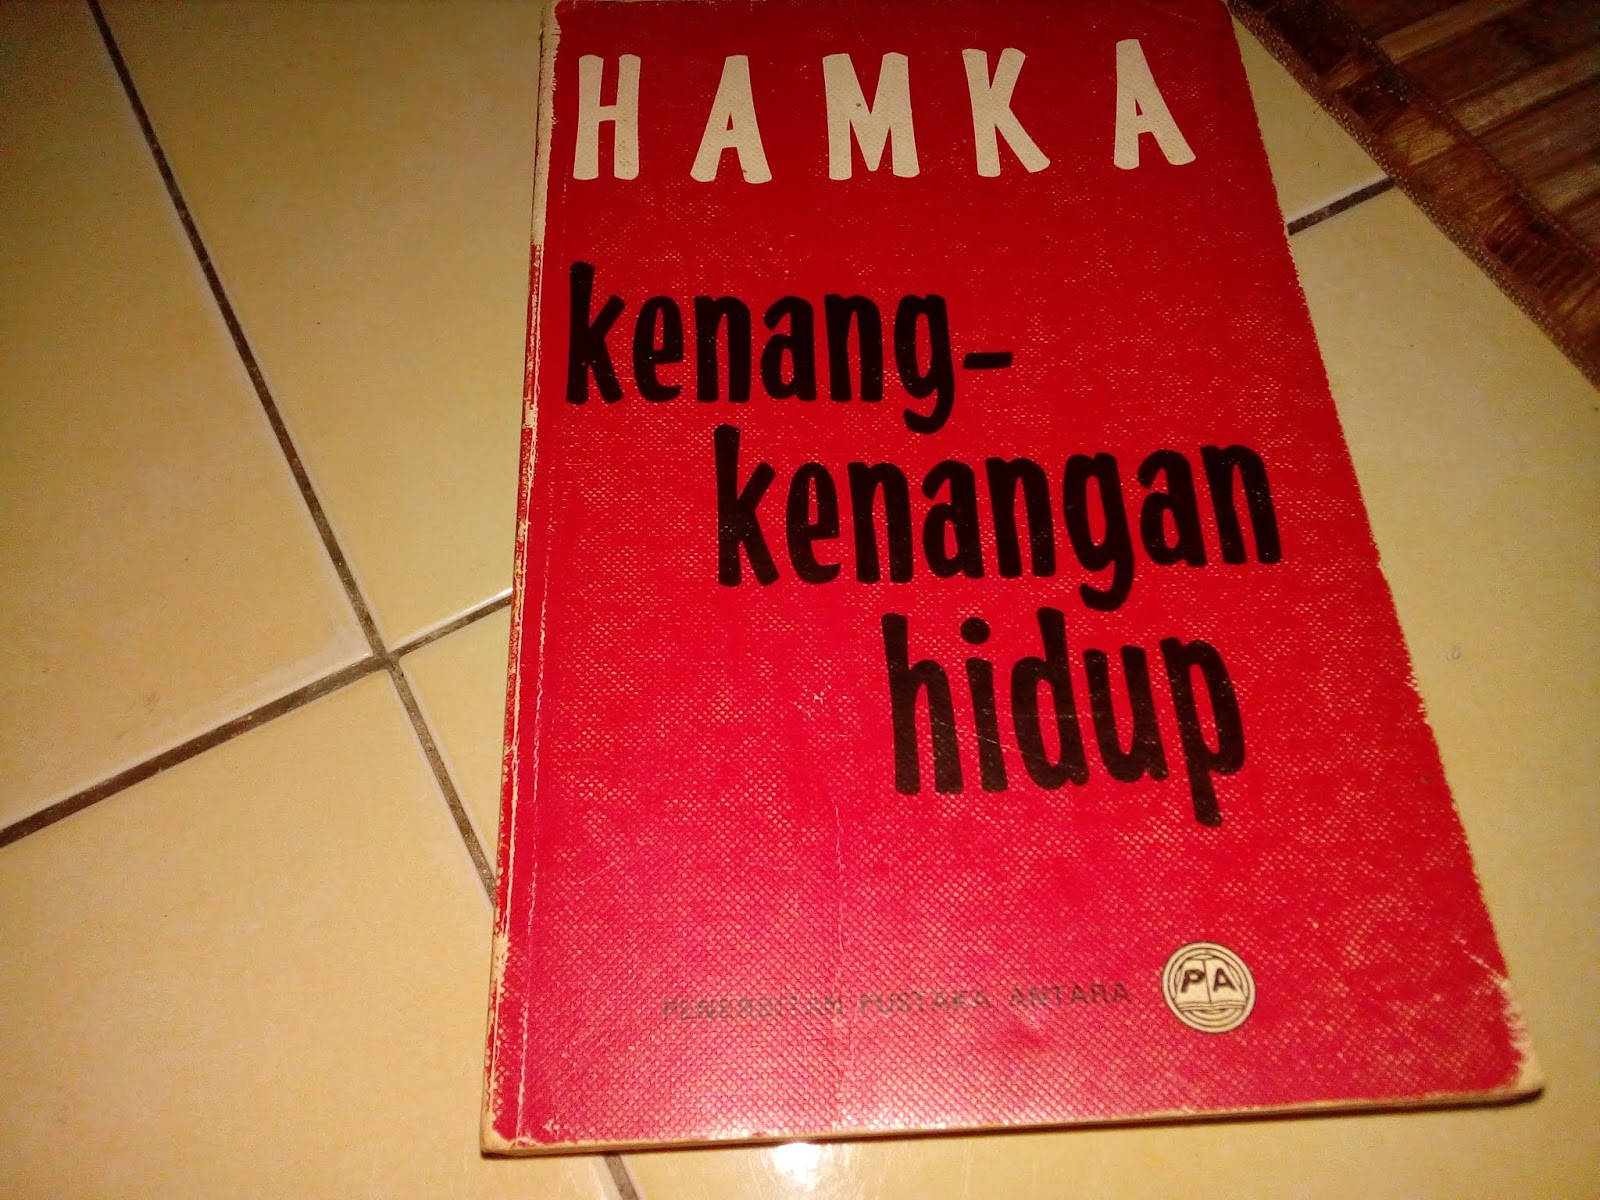 HAMKA
kenang-
kenangan
hidup
PENERBITAN PUSTAKA ANTARA
PA